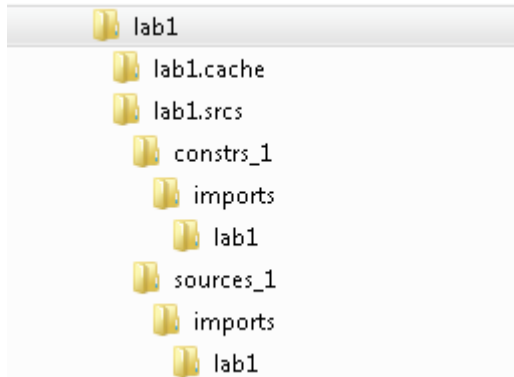 lab1
lab1.cache
lab1.srcs
constrs_1
imports
lab1
sources_1
imports
lab1